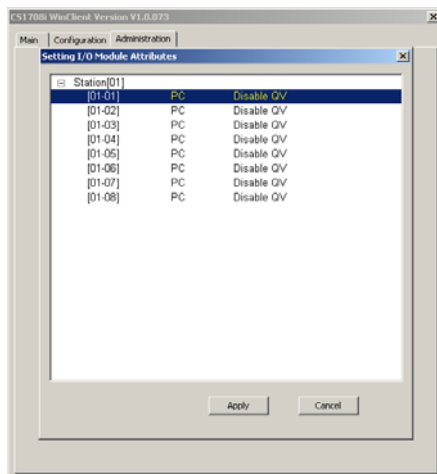 CS1708i WinClient Version V1.0.073
Main Configuration Administration
Setting I/O Module Attributes
Station[01]
[01-01] PC Disable QV
[01-02] PC Disable QV
[01-03] PC Disable QV
[01-04] PC Disable QV
[01-05] PC Disable QV
[01-06] PC Disable QV
[01-07] PC Disable QV
[01-08] PC Disable QV
Apply Cancel